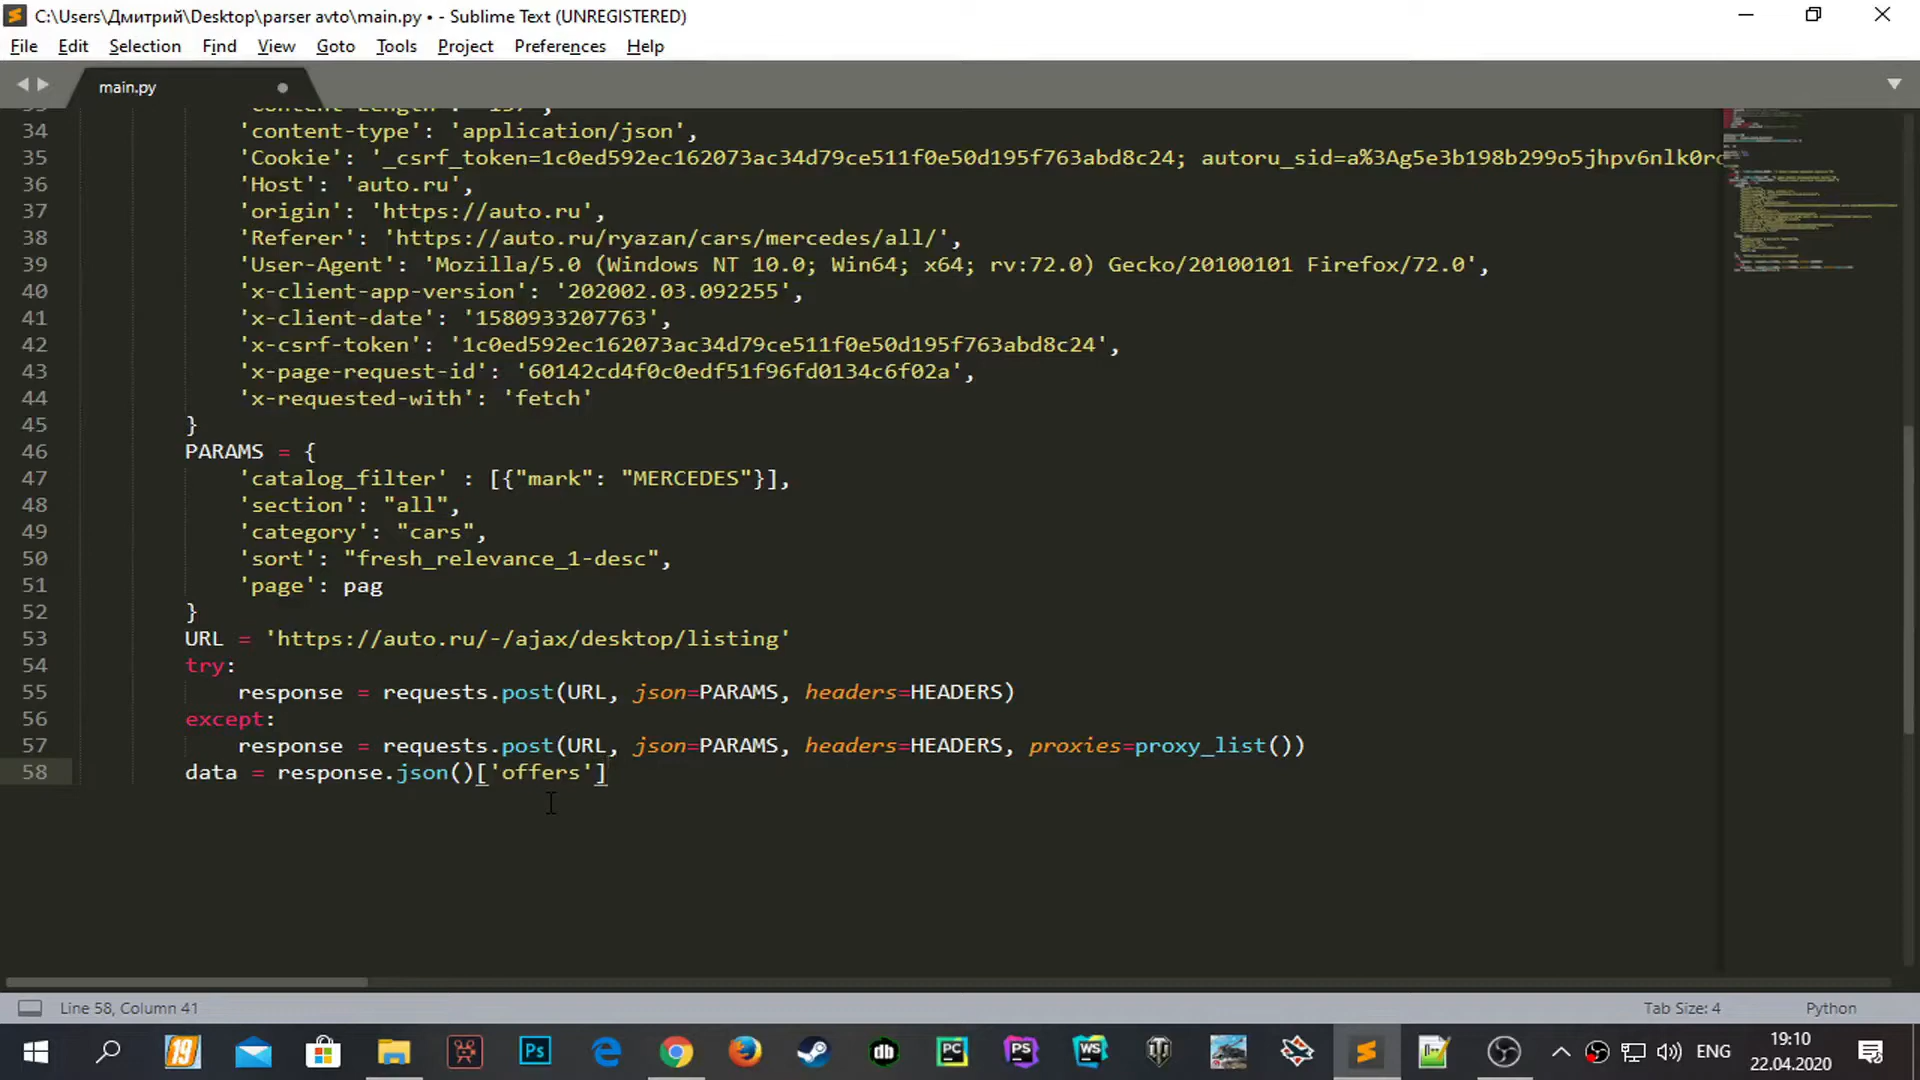 C:\Users\Дмитрий\Desktop\parser avto\main.py • - Sublime Text (UNREGISTERED)
File Edit Selection Find View Goto Tools Project Preferences Help
main.py
34 'content-type': 'application/json',
35 'Cookie': '_csrf_token=1c0ed592ec162073ac34d79ce511f0e50d195f763abd8c24; autoru_sid=a%3Ag5e3b198b299o5jhpv6nlk0r
36 'Host': 'auto.ru',
37 'origin': 'https://auto.ru',
38 'Referer': 'https://auto.ru/ryazan/cars/mercedes/all/',
39 'User-Agent': 'Mozilla/5.0 (Windows NT 10.0; Win64; x64; rv:72.0) Gecko/20100101 Firefox/72.0',
40 'x-client-app-version': '202002.03.092255',
41 'x-client-date': '1580933207763',
42 'x-csrf-token': '1c0ed592ec162073ac34d79ce511f0e50d195f763abd8c24',
43 'x-page-request-id': '60142cd4f0c0edf51f96fd0134c6f02a',
44 'x-requested-with': 'fetch'
45 }
46 PARAMS = {
47 'catalog_filter' : [{"mark": "MERCEDES"}],
48 'section': "all",
49 'category': "cars",
50 'sort': "fresh_relevance_1-desc",
51 'page': pag
52 }
53 URL = 'https://auto.ru/-/ajax/desktop/listing'
54 try:
55 response = requests.post(URL, json=PARAMS, headers=HEADERS)
56 except:
57 response = requests.post(URL, json=PARAMS, headers=HEADERS, proxies=proxy_list())
58 data = response.json()['offers']
Line 58, Column 41 Tab Size: 4 Python
19 Ps db PC PS WS ENG 19:10
22.04.2020